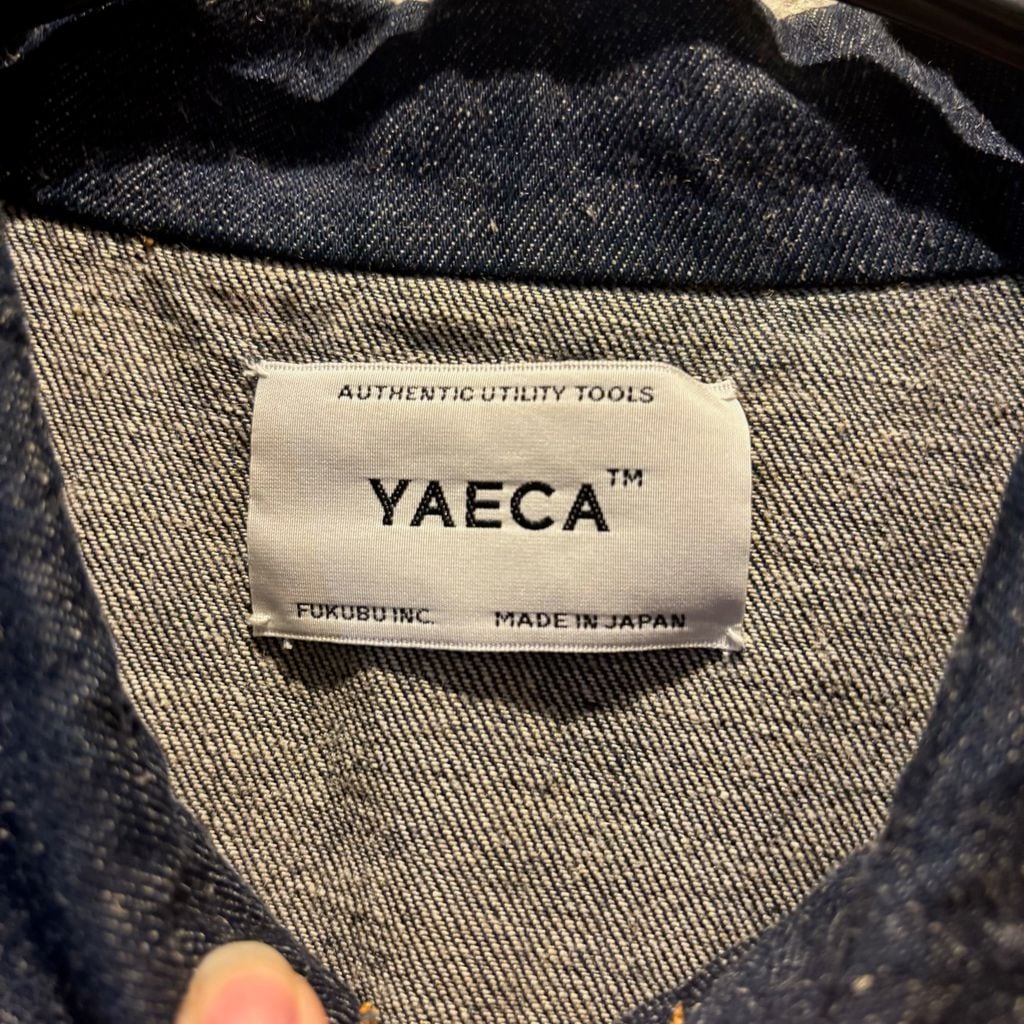 AUTHENTIC UTILITY TOOLS
YAECA™
FUKUBU INC. MADE IN JAPAN